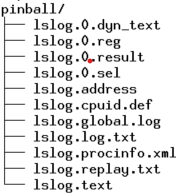 pinball/
├── lslog.0.dyn_text
├── lslog.0.reg
├── lslog.0.result
├── lslog.0.sel
├── lslog.address
├── lslog.cpuid.def
├── lslog.global.log
├── lslog.log.txt
├── lslog.procinfo.xml
├── lslog.replay.txt
└── lslog.text